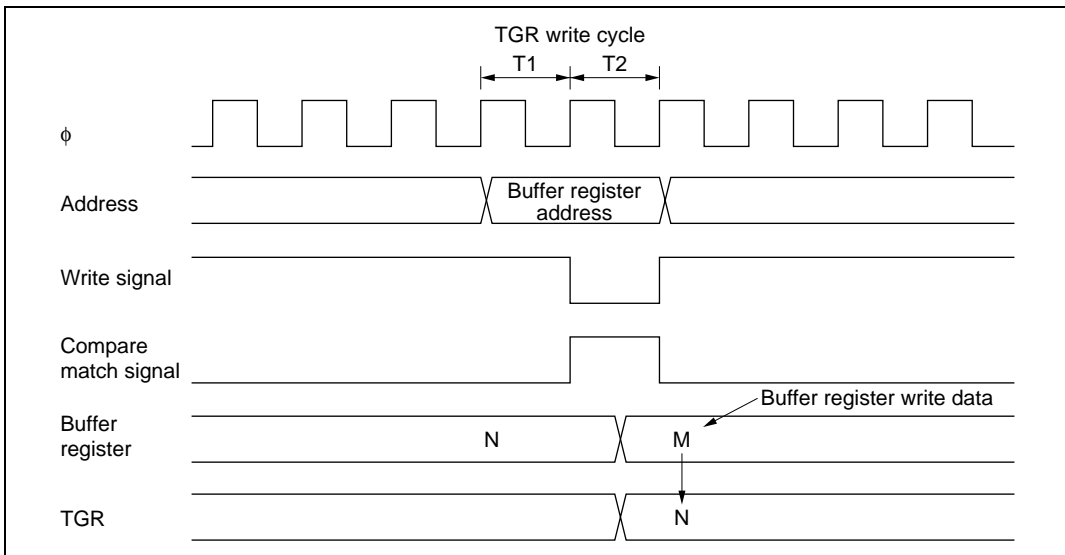 TGR write cycle
T1 T2
ϕ
Address
Buffer register
address
Write signal
Compare
match signal
Buffer register write data
Buffer
register
N M
TGR
N